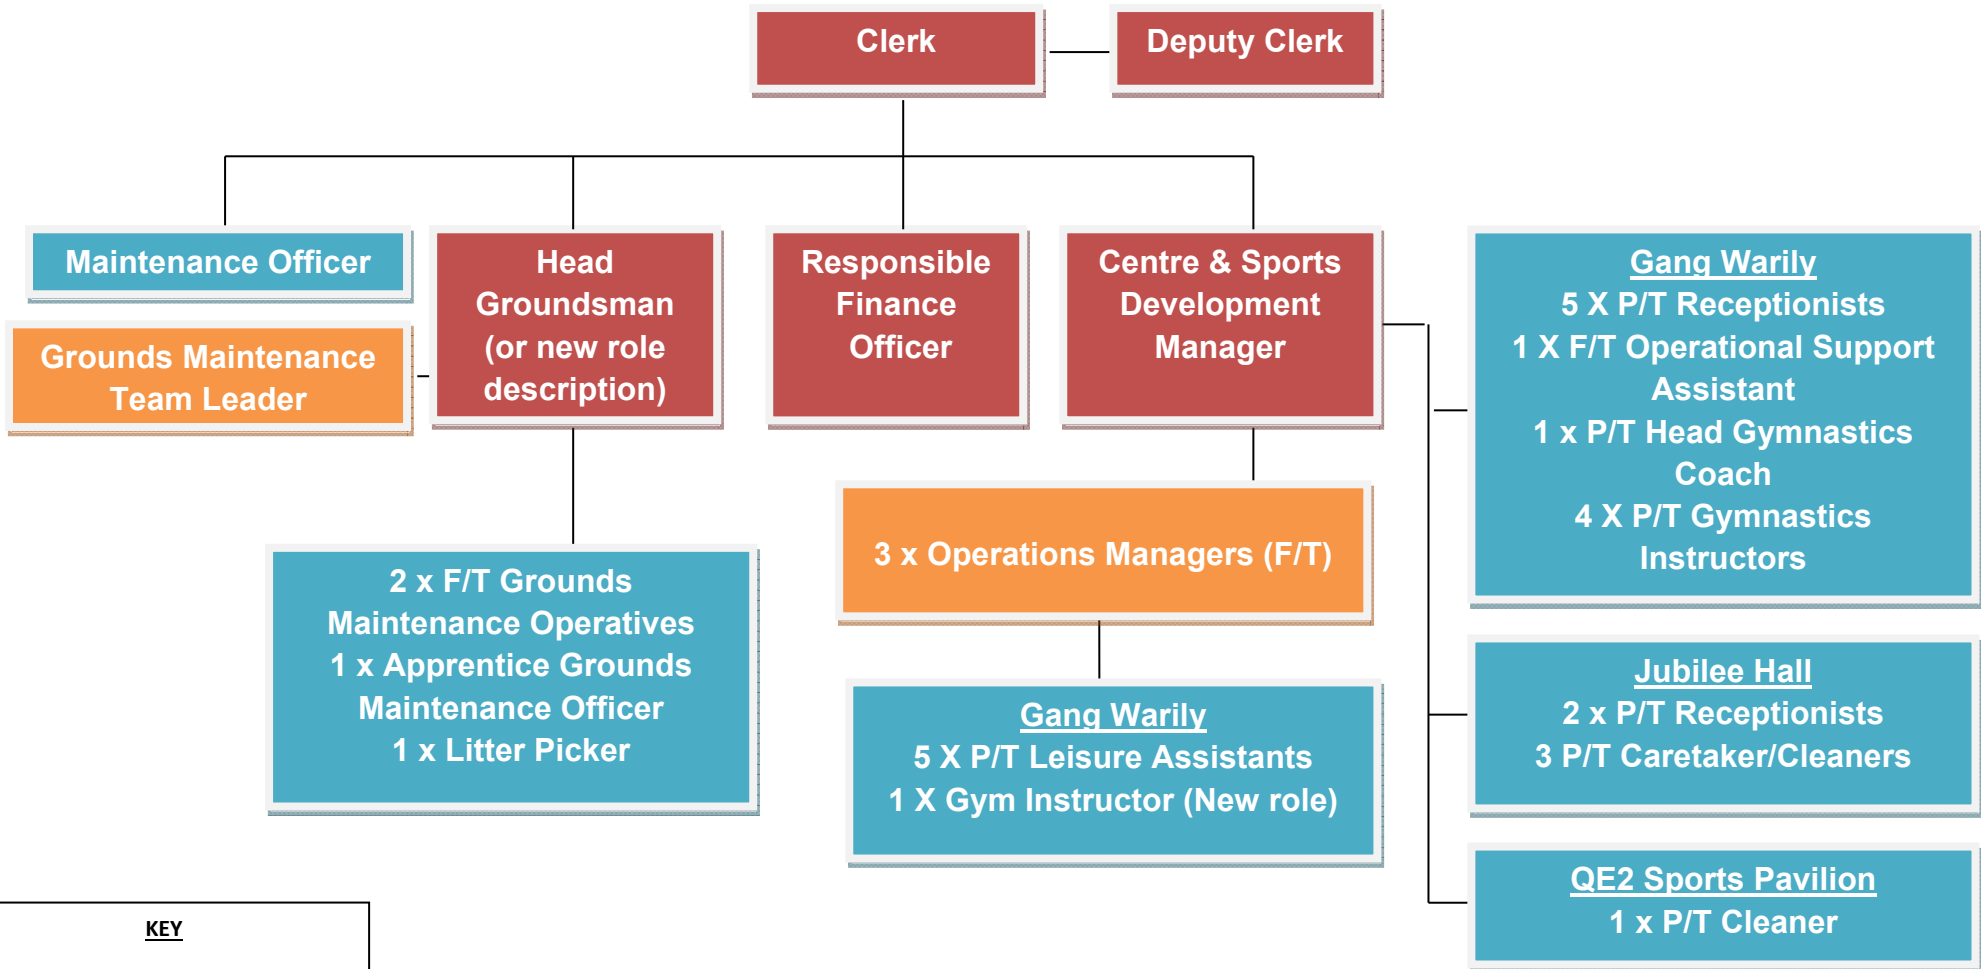 Clerk
Deputy Clerk
Maintenance Officer
Grounds Maintenance
Team Leader
Head
Groundsman
(or new role
description)
Responsible
Finance
Officer
Centre & Sports
Development
Manager
Gang Warily
5 X P/T Receptionists
1 X F/T Operational Support
Assistant
1 x P/T Head Gymnastics
Coach
4 X P/T Gymnastics
Instructors
3 x Operations Managers (F/T)
2 x F/T Grounds
Maintenance Operatives
1 x Apprentice Grounds
Maintenance Officer
1 x Litter Picker
Gang Warily
5 X P/T Leisure Assistants
1 X Gym Instructor (New role)
Jubilee Hall
2 x P/T Receptionists
3 P/T Caretaker/Cleaners
QE2 Sports Pavilion
1 x P/T Cleaner
KEY